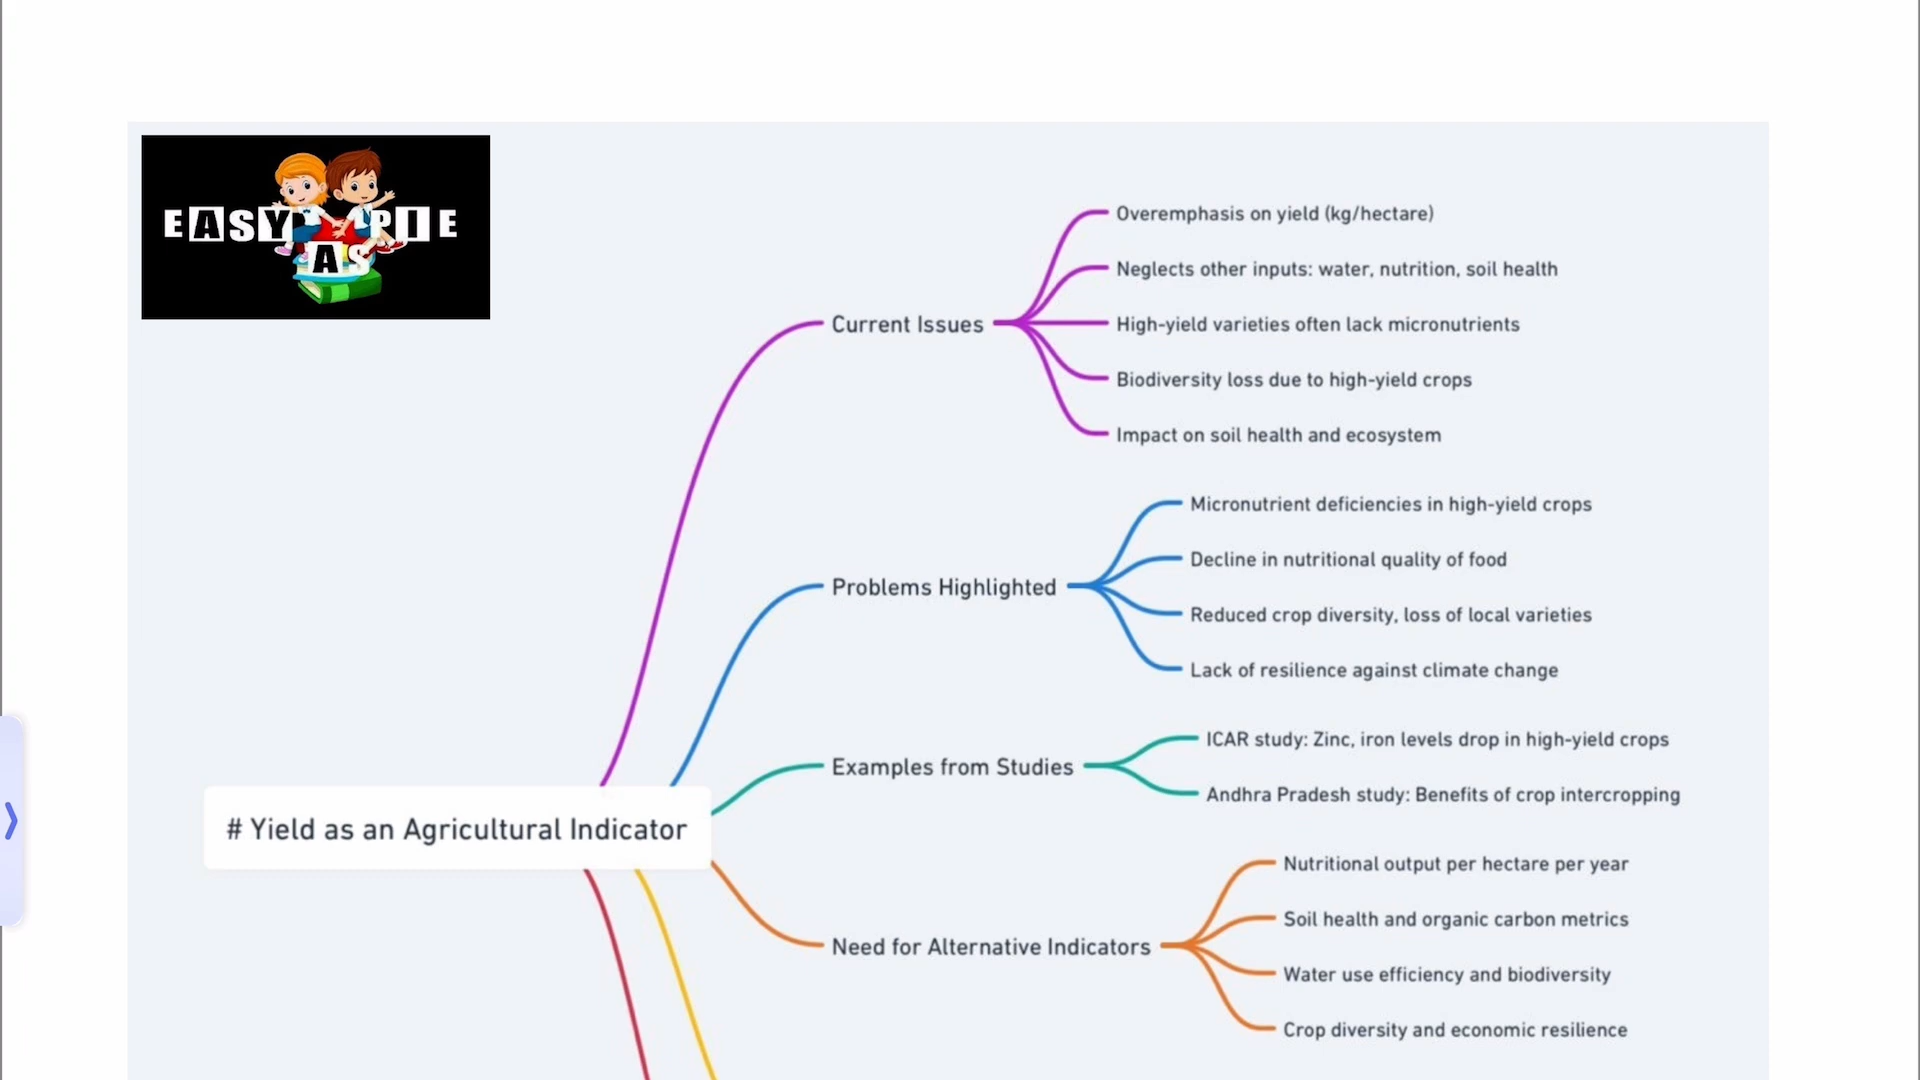 EASY AS PIE
Overemphasis on yield (kg/hectare)
Neglects other inputs: water, nutrition, soil health
Current Issues
High-yield varieties often lack micronutrients
Biodiversity loss due to high-yield crops
Impact on soil health and ecosystem
Micronutrient deficiencies in high-yield crops
Decline in nutritional quality of food
Problems Highlighted
Reduced crop diversity, loss of local varieties
Lack of resilience against climate change
ICAR study: Zinc, iron levels drop in high-yield crops
Examples from Studies
Andhra Pradesh study: Benefits of crop intercropping
# Yield as an Agricultural Indicator
Nutritional output per hectare per year
Soil health and organic carbon metrics
Need for Alternative Indicators
Water use efficiency and biodiversity
Crop diversity and economic resilience